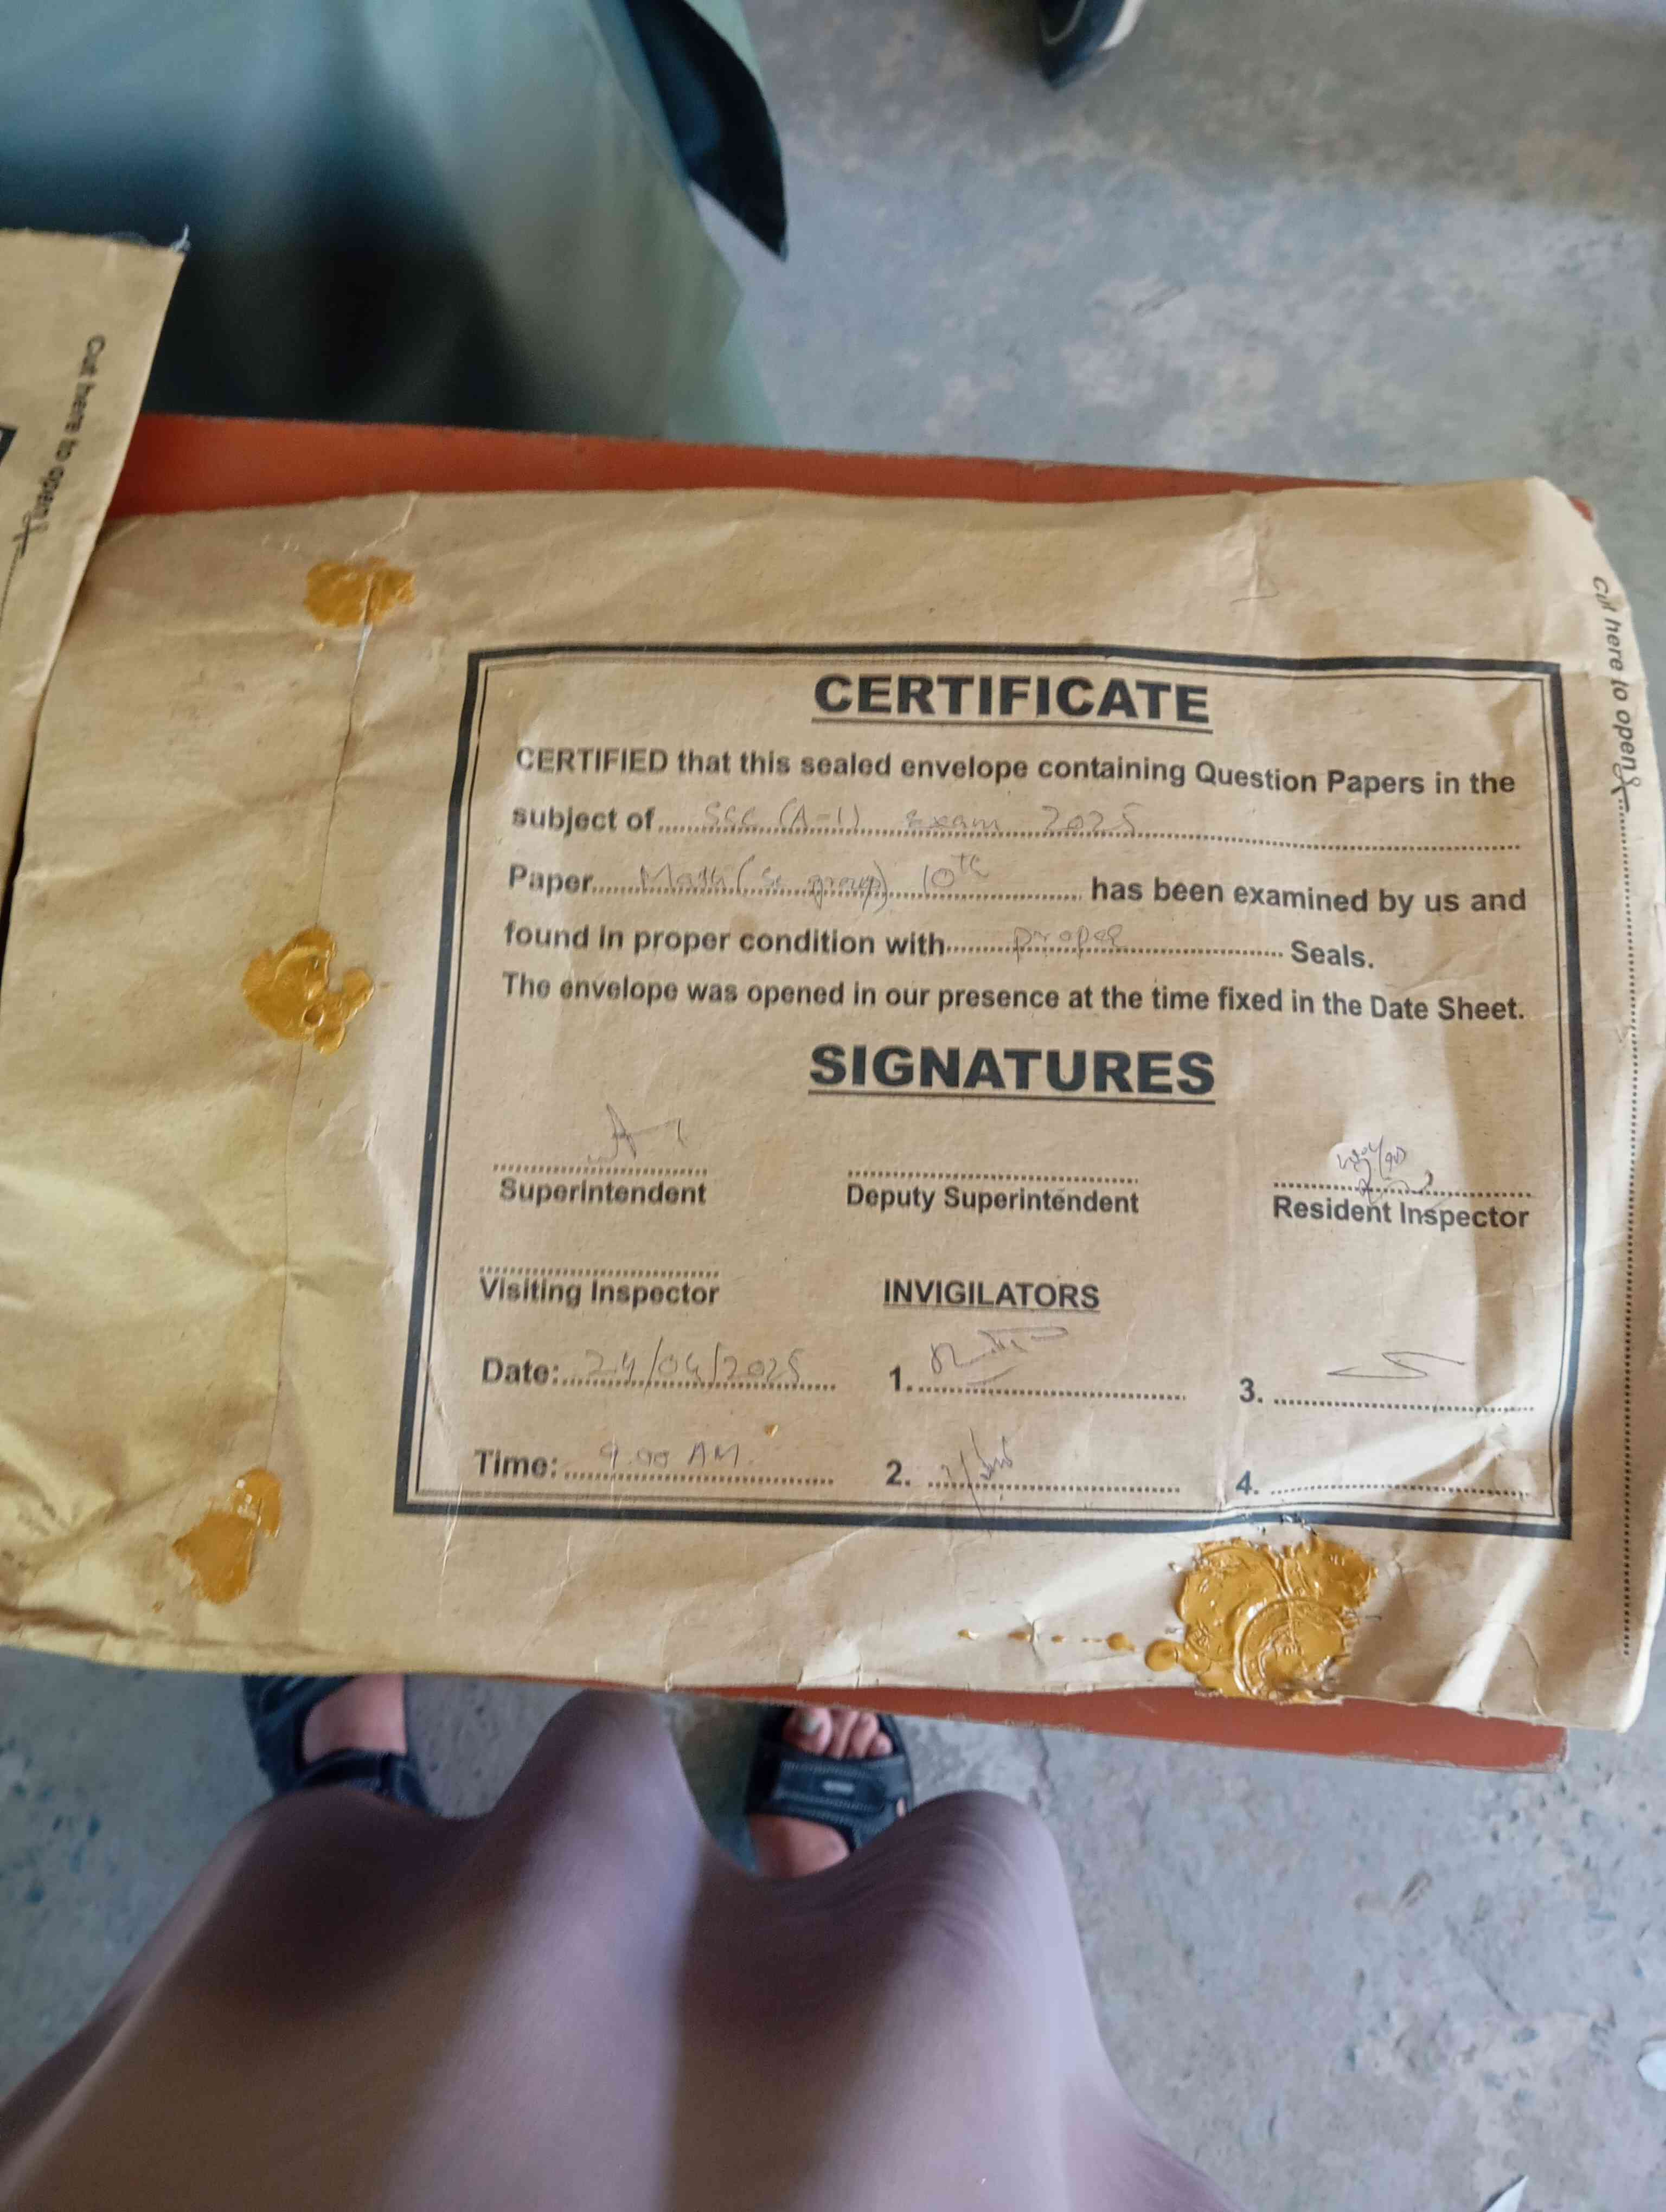 Cut here to open
Cut here to open
CERTIFICATE
CERTIFIED that this sealed envelope containing Question Papers in the
subject of SSC (A-1) Exam 2025
Paper Math (Sc group) 10th has been examined by us and
found in proper condition with proper Seals.
The envelope was opened in our presence at the time fixed in the Date Sheet.
SIGNATURES
Superintendent Deputy Superintendent Resident Inspector
Visiting Inspector INVIGILATORS
Date: 24/04/2025 1. 3.
Time: 9.00 AM. 2. 4.